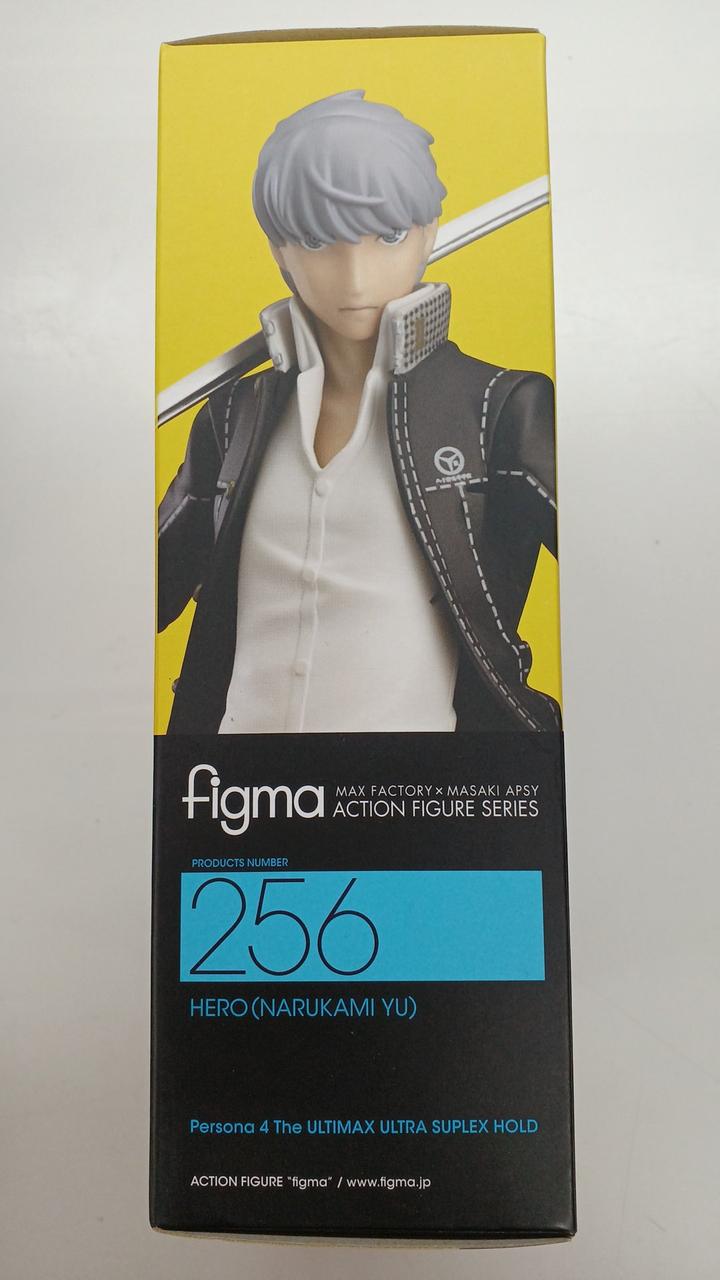 figma
MAX FACTORY × MASAKI APSY
ACTION FIGURE SERIES
PRODUCTS NUMBER
256
HERO (NARUKAMI YU)
Persona 4 The ULTIMAX ULTRA SUPLEX HOLD
ACTION FIGURE "figma" / www.figma.jp